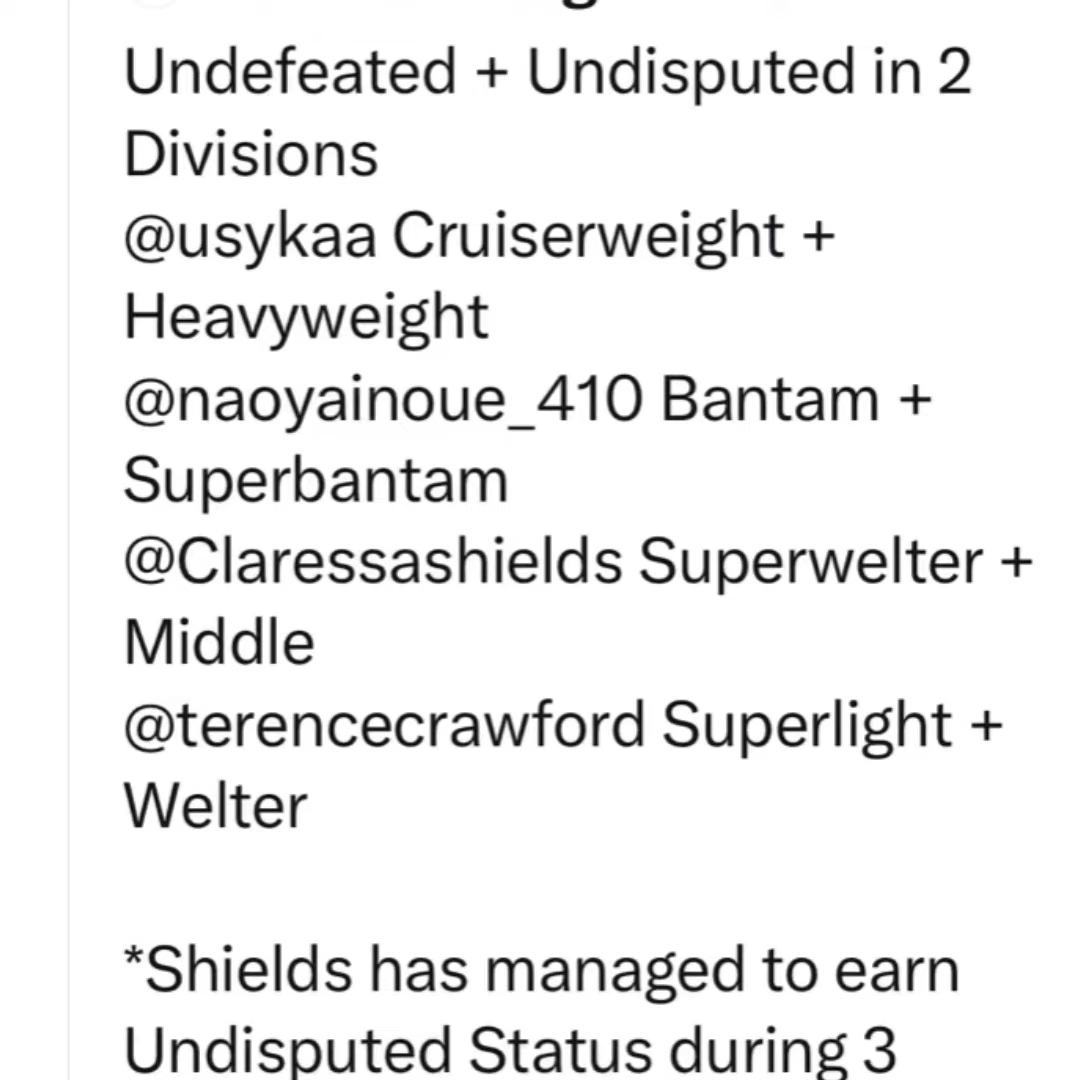 Undefeated + Undisputed in 2
Divisions
@usykaa Cruiserweight +
Heavyweight
@naoyainoue_410 Bantam +
Superbantam
@Claressashields Superwelter +
Middle
@terencecrawford Superlight +
Welter
*Shields has managed to earn
Undisputed Status during 3